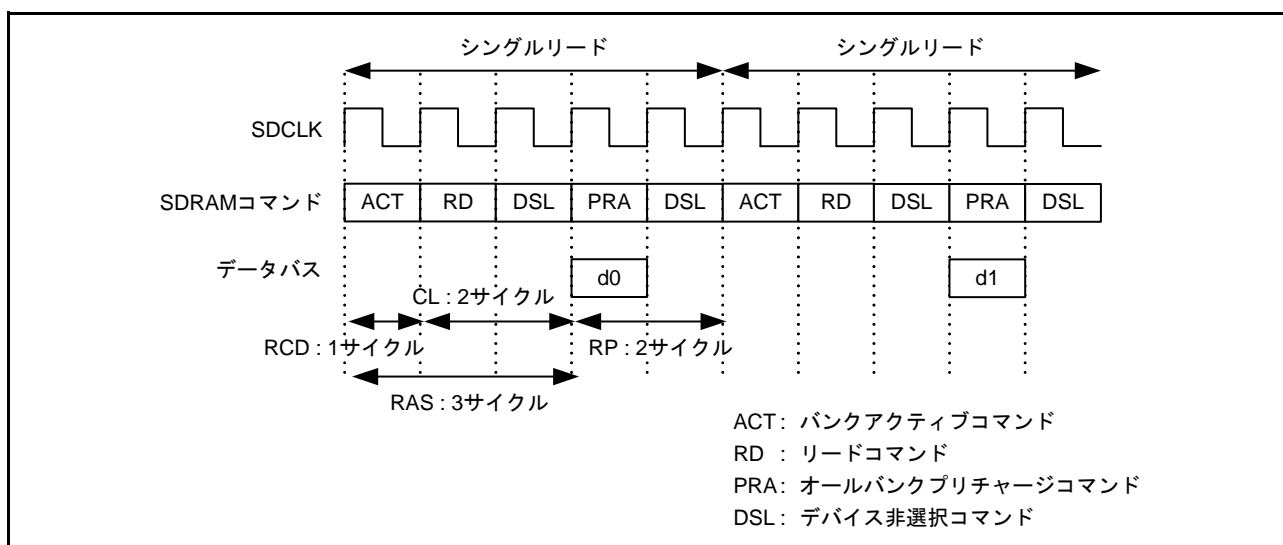 シングルリード シングルリード
SDCLK
SDRAMコマンド ACT RD DSL PRA DSL ACT RD DSL PRA DSL
データバス d0 d1
CL : 2サイクル
RCD : 1サイクル RP : 2サイクル
RAS : 3サイクル
ACT : バンクアクティブコマンド
RD : リードコマンド
PRA : オールバンクプリチャージコマンド
DSL : デバイス非選択コマンド